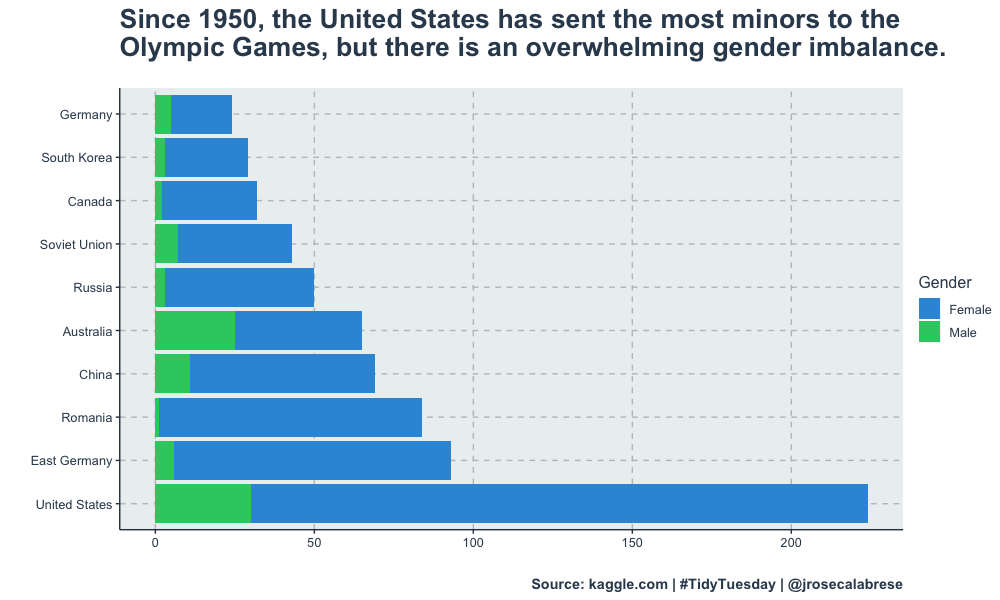 Since 1950, the United States has sent the most minors to the
Olympic Games, but there is an overwhelming gender imbalance.
Germany
South Korea
Canada
Soviet Union
Russia
Australia
China
Romania
East Germany
United States
0 50 100 150 200
Gender
Female
Male
Source: kaggle.com | #TidyTuesday | @jrosecalabrese